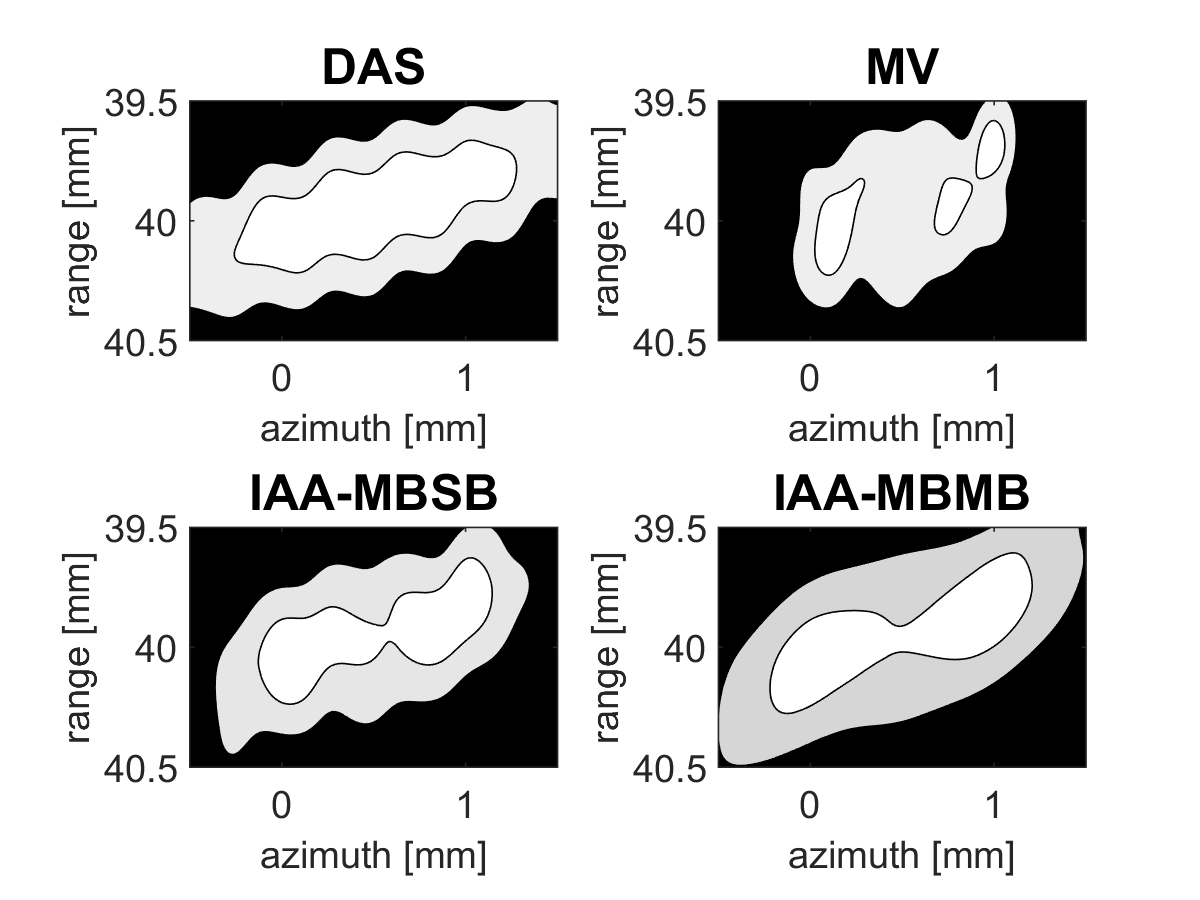 DAS
39.5
40
40.5
range [mm]
0 1
azimuth [mm]
MV
39.5
40
40.5
range [mm]
0 1
azimuth [mm]
IAA-MBSB
39.5
40
40.5
range [mm]
0 1
azimuth [mm]
IAA-MBMB
39.5
40
40.5
range [mm]
0 1
azimuth [mm]